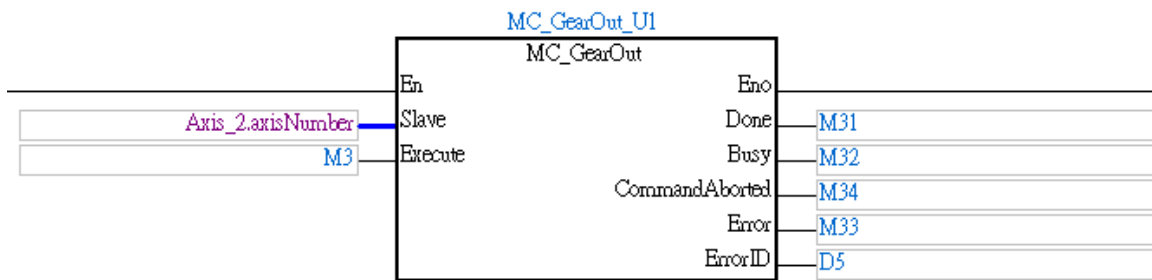 MC_GearOut_U1
MC_GearOut
En Eno
Axis_2.axisNumber Slave Done M31
M3 Execute Busy M32
CommandAborted M34
Error M33
ErrorID D5